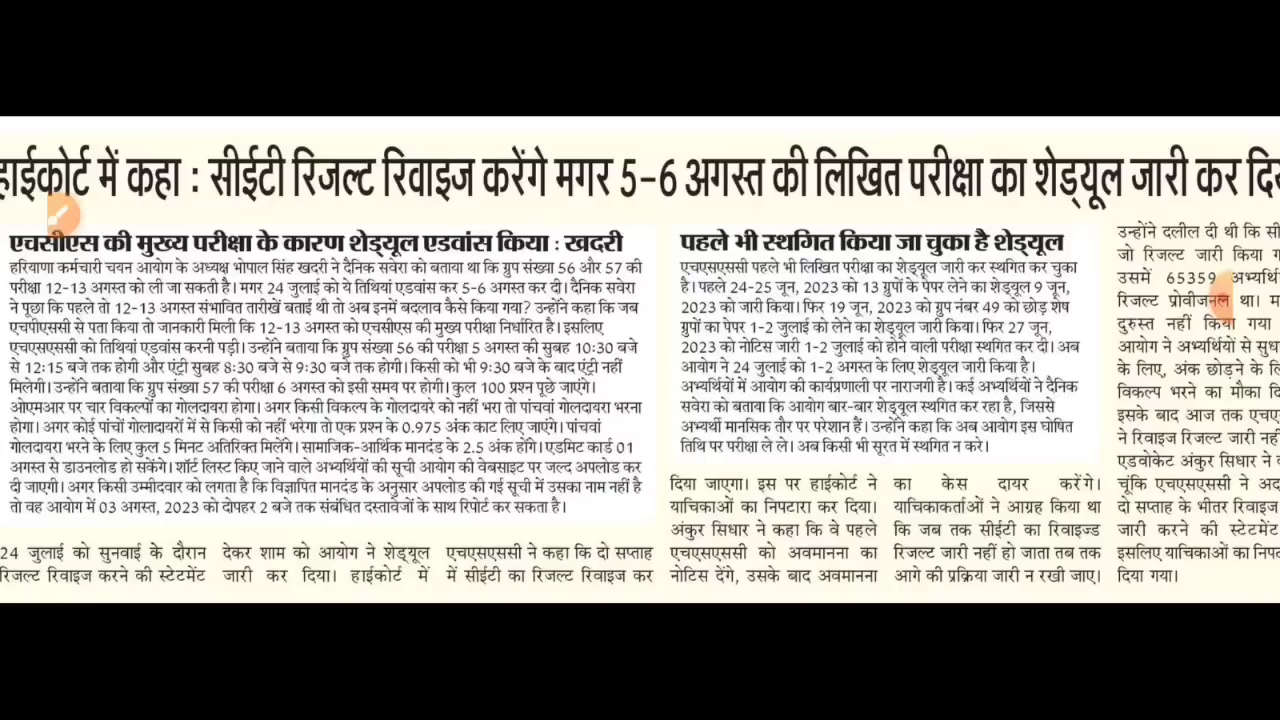 हाईकोर्ट में कहा : सीईटी रिजल्ट रिवाइज करेंगे मगर 5-6 अगस्त की लिखित परीक्षा का शेड्यूल जारी कर
एचसीएस की मुख्य परीक्षा के कारण शेड्यूल एडवांस किया : खदरी
हरियाणा कर्मचारी चयन आयोग के अध्यक्ष भोपाल सिंह खदरी ने दैनिक सवेरा को बताया था कि ग्रुप संख्या 56 और 57 की
परीक्षा 12-13 अगस्त को ली जा सकती है। मगर 24 जुलाई को ये तिथियां एडवांस कर 5-6 अगस्त कर दी। दैनिक सवेरा
ने पूछा कि पहले तो 12-13 अगस्त संभावित तारीखें बताई थी तो अब इनमें बदलाव कैसे किया गया? उन्होंने कहा कि जब
एचपीएससी से पता किया तो जानकारी मिली कि 12-13 अगस्त को एचसीएस की मुख्य परीक्षा निर्धारित है। इसलिए
एचएसएससी को तिथियां एडवांस करनी पड़ी। उन्होंने बताया कि ग्रुप संख्या 56 की परीक्षा 5 अगस्त की सुबह 10:30 बजे
से 12:15 बजे तक होगी और एंट्री सुबह 8:30 बजे से 9:30 बजे तक होगी। किसी को भी 9:30 बजे के बाद एंट्री नहीं
मिलेगी। उन्होंने बताया कि ग्रुप संख्या 57 की परीक्षा 6 अगस्त को इसी समय पर होगी। कुल 100 प्रश्न पूछे जाएंगे।
ओएमआर पर चार विकल्पों का गोलदायरा होगा। अगर किसी विकल्प के गोलदायरे को नहीं भरा तो पांचवां गोलदायरा भरना
होगा। अगर कोई पांचों गोलादायरों में से किसी को नहीं भरेगा तो एक प्रश्न के 0.975 अंक काट लिए जाएंगे। पांचवां
गोलदायरा भरने के लिए कुल 5 मिनट अतिरिक्त मिलेंगे। सामाजिक-आर्थिक मानदंड के 2.5 अंक होंगे। एडमिट कार्ड 01
अगस्त से डाउनलोड हो सकेंगे। शॉर्ट लिस्ट किए जाने वाले अभ्यर्थियों की सूची आयोग की वेबसाइट पर जल्द अपलोड कर
दी जाएगी। अगर किसी उम्मीदवार को लगता है कि विज्ञापित मानदंड के अनुसार अपलोड की गई सूची में उसका नाम नहीं है
तो वह आयोग में 03 अगस्त, 2023 को दोपहर 2 बजे तक संबंधित दस्तावेजों के साथ रिपोर्ट कर सकता है।
24 जुलाई को सुनवाई के दौरान
रिजल्ट रिवाइज करने की स्टेटमेंट
देकर शाम को आयोग ने शेड्यूल
जारी कर दिया। हाईकोर्ट में
एचएसएससी ने कहा कि दो सप्ताह
में सीईटी का रिजल्ट रिवाइज कर
पहले भी स्थगित किया जा चुका है शेड्यूल
एचएसएससी पहले भी लिखित परीक्षा का शेड्यूल जारी कर स्थगित कर चुका
है। पहले 24-25 जून, 2023 को 13 ग्रुपों के पेपर लेने का शेड्यूल 9 जून,
2023 को जारी किया। फिर 19 जून, 2023 को ग्रुप नंबर 49 को छोड़ शेष
ग्रुपों का पेपर 1-2 जुलाई को लेने का शेड्यूल जारी किया। फिर 27 जून,
2023 को नोटिस जारी 1-2 जुलाई को होने वाली परीक्षा स्थगित कर दी। अब
आयोग ने 24 जुलाई को 1-2 अगस्त के लिए शेड्यूल जारी किया है।
अभ्यर्थियों में आयोग की कार्यप्रणाली पर नाराजगी है। कई अभ्यर्थियों ने दैनिक
सवेरा को बताया कि आयोग बार-बार शेड्यूल स्थगित कर रहा है, जिससे
अभ्यर्थी मानसिक तौर पर परेशान हैं। उन्होंने कहा कि अब आयोग इस घोषित
तिथि पर परीक्षा ले ले। अब किसी भी सूरत में स्थगित न करे।
दिया जाएगा। इस पर हाईकोर्ट ने
याचिकाओं का निपटारा कर दिया।
अंकुर सिधार ने कहा कि वे पहले
एचएसएससी को अवमानना का
नोटिस देंगे, उसके बाद अवमानना
का केस दायर करेंगे।
याचिकाकर्ताओं ने आग्रह किया था
कि जब तक सीईटी का रिवाइज्ड
रिजल्ट जारी नहीं हो जाता तब तक
आगे की प्रक्रिया जारी न रखी जाए।
उन्होंने दलील दी थी कि
जो रिजल्ट जारी किया
उसमें 65359
रिजल्ट प्रोवीजनल था।
दुरुस्त नहीं किया गया
आयोग ने अभ्यर्थियों से
के लिए, अंक छोड़ने के
विकल्प भरने का मौका
इसके बाद आज तक
ने रिवाइज रिजल्ट जारी
एडवोकेट अंकुर सिधार ने
चूंकि एचएसएससी ने
दो सप्ताह के भीतर रिवाइज
जारी करने की स्टेटमेंट
इसलिए याचिकाओं का
दिया गया।